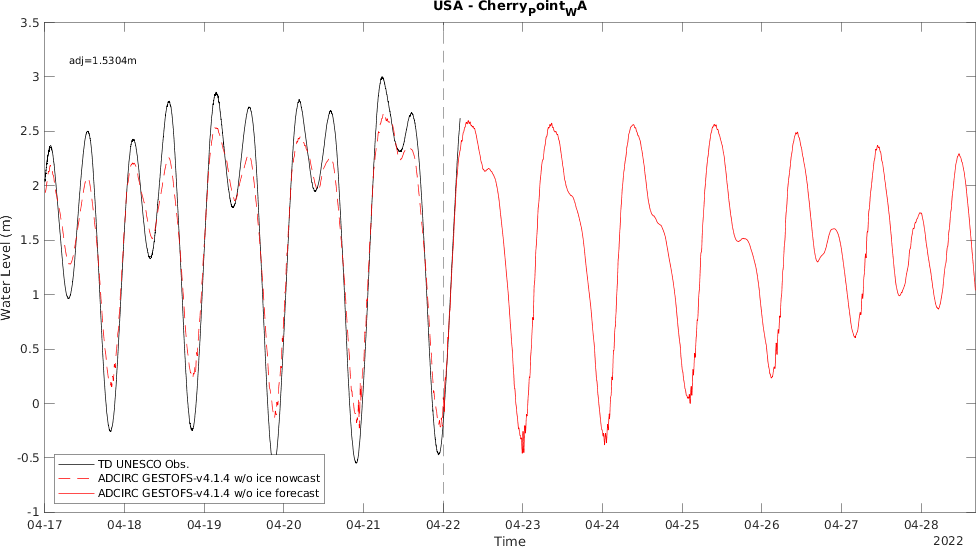 USA - Cherry_Point_WA
3.5
adj=1.5304m
3
2.5
2
1.5
1
0.5
0
-0.5
-1
Water Level (m)
TD UNESCO Obs.
ADCIRC GESTOFS-v4.1.4 w/o ice nowcast
ADCIRC GESTOFS-v4.1.4 w/o ice forecast
04-17 04-18 04-19 04-20 04-21 04-22 04-23 04-24 04-25 04-26 04-27 04-28
Time
2022